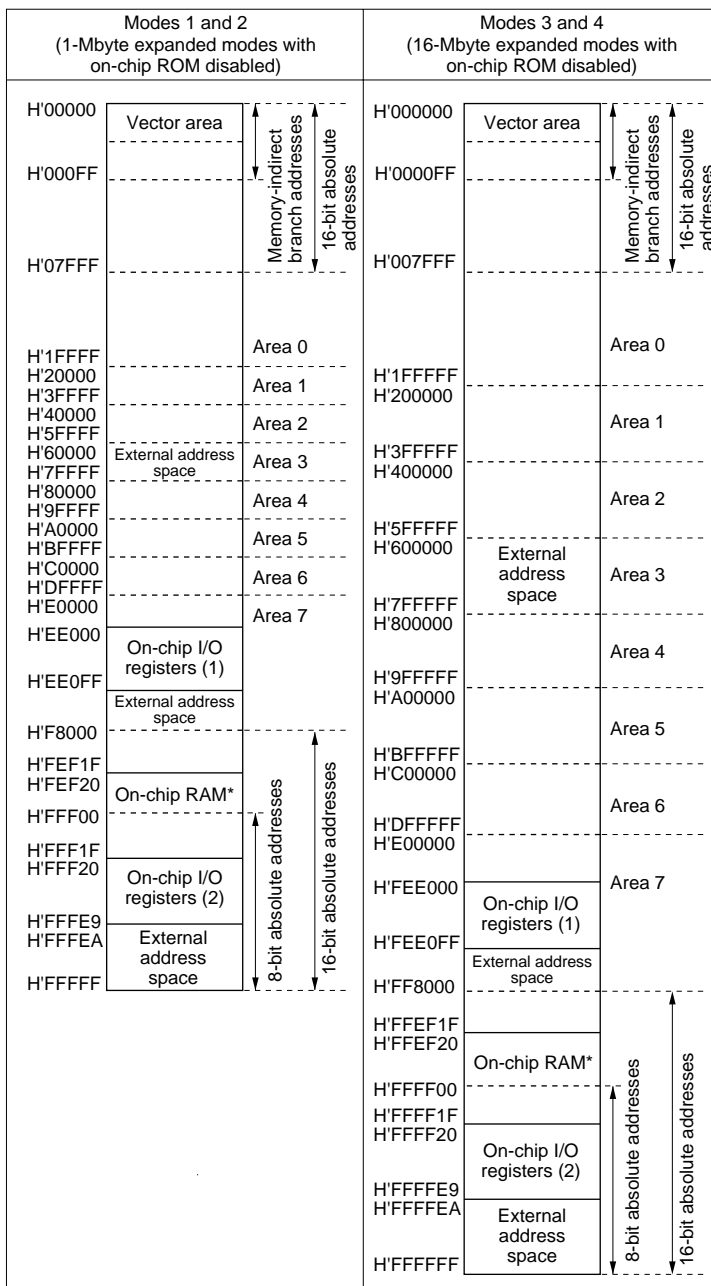 Modes 1 and 2
(1-Mbyte expanded modes with
on-chip ROM disabled)
H'00000
Vector area
H'000FF
H'07FFF
Memory-indirect
branch addresses
16-bit absolute
addresses
H'1FFFF
Area 0
H'20000
H'3FFFF
Area 1
H'40000
H'5FFFF
Area 2
H'60000
H'7FFFF
External address
space
Area 3
H'80000
H'9FFFF
Area 4
H'A0000
H'BFFFF
Area 5
H'C0000
H'DFFFF
Area 6
H'E0000
Area 7
H'EE000
On-chip I/O
registers (1)
H'EE0FF
External address
space
H'F8000
H'FEF1F
H'FEF20
On-chip RAM*
H'FFF00
H'FFF1F
H'FFF20
On-chip I/O
registers (2)
H'FFFE9
H'FFFEA
External
address
space
H'FFFFF
8-bit absolute addresses
16-bit absolute addresses
Modes 3 and 4
(16-Mbyte expanded modes with
on-chip ROM disabled)
H'000000
Vector area
H'0000FF
H'007FFF
Memory-indirect
branch addresses
16-bit absolute
addresses
Area 0
H'1FFFFF
H'200000
Area 1
H'3FFFFF
H'400000
Area 2
H'5FFFFF
H'600000
External
address
space
Area 3
H'7FFFFF
H'800000
Area 4
H'9FFFFF
H'A00000
Area 5
H'BFFFFF
H'C00000
Area 6
H'DFFFFF
H'E00000
Area 7
H'FEE000
On-chip I/O
registers (1)
H'FEE0FF
External address
space
H'FF8000
H'FFEF1F
H'FFEF20
On-chip RAM*
H'FFFF00
H'FFFF1F
H'FFFF20
On-chip I/O
registers (2)
H'FFFFE9
H'FFFFEA
External
address
space
H'FFFFFF
8-bit absolute addresses
16-bit absolute addresses